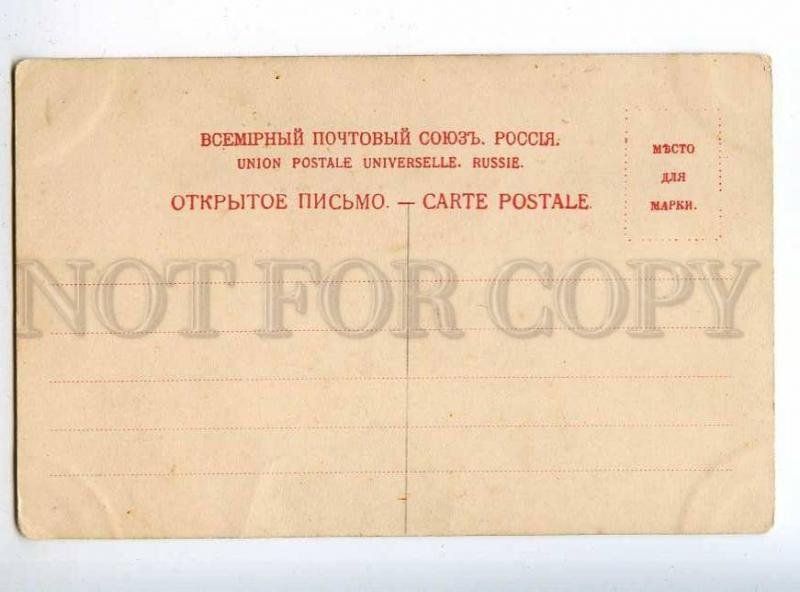 ВСЕМІРНЫЙ ПОЧТОВЫЙ СОЮЗЪ. РОССІЯ.
UNION POSTALE UNIVERSELLE. RUSSIE.
ОТКРЫТОЕ ПИСЬМО. — CARTE POSTALE.
МѢСТО
ДЛЯ
МАРКИ.
NOT FOR COPY